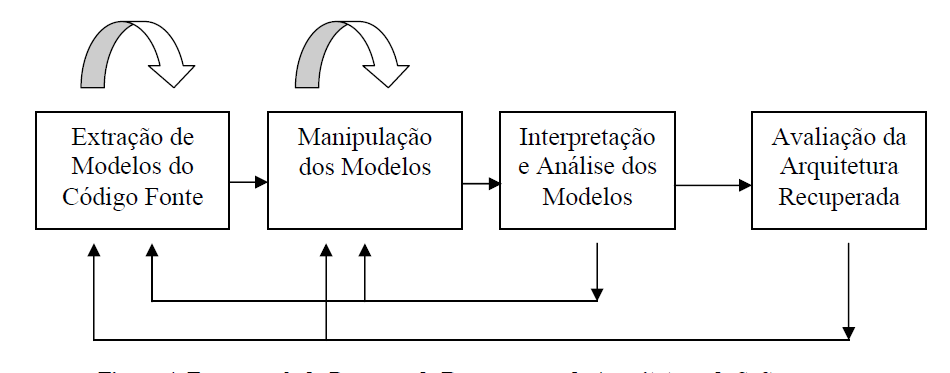 Extração de
Modelos do
Código Fonte
Manipulação
dos Modelos
Interpretação
e Análise dos
Modelos
Avaliação da
Arquitetura
Recuperada